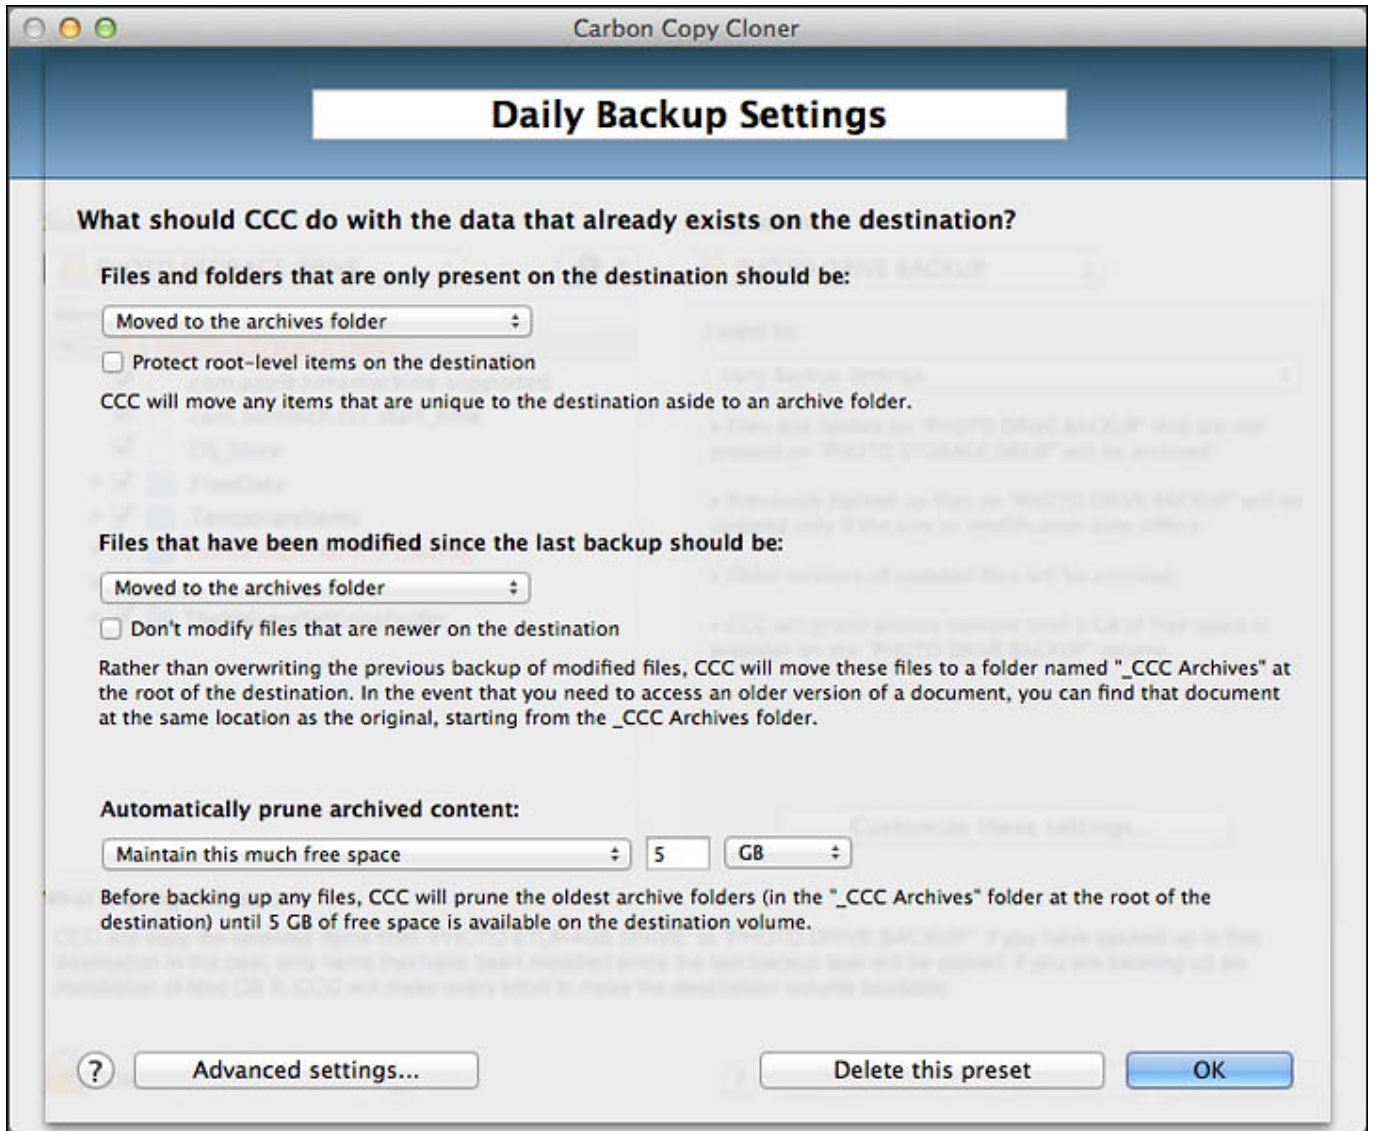 Carbon Copy Cloner
Daily Backup Settings
What should CCC do with the data that already exists on the destination?
Files and folders that are only present on the destination should be:
Moved to the archives folder
Protect root-level items on the destination
CCC will move any items that are unique to the destination aside to an archive folder.
Files that have been modified since the last backup should be:
Moved to the archives folder
Don't modify files that are newer on the destination
Rather than overwriting the previous backup of modified files, CCC will move these files to a folder named "_CCC Archives" at
the root of the destination. In the event that you need to access an older version of a document, you can find that document
at the same location as the original, starting from the _CCC Archives folder.
Automatically prune archived content:
Maintain this much free space 5 GB
Before backing up any files, CCC will prune the oldest archive folders (in the "_CCC Archives" folder at the root of the
destination) until 5 GB of free space is available on the destination volume.
? Advanced settings... Delete this preset OK